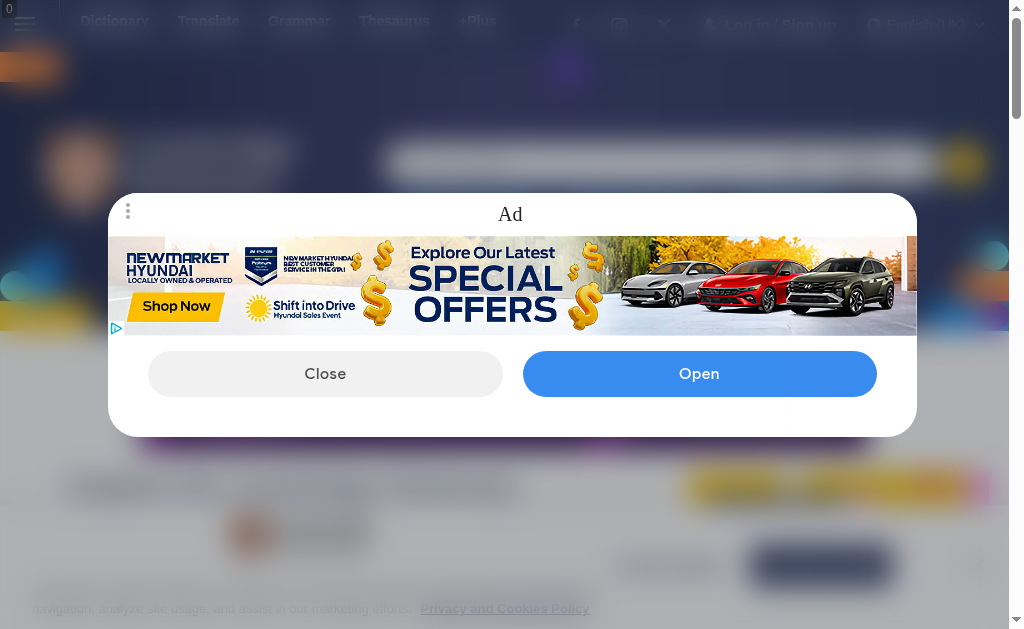 0
Dictionary Translate Grammar Thesaurus +Plus Log in / Sign up English (UK)
Ad
NEWMARKET
HYUNDAI
LOCALLY OWNED & OPERATED
Shop Now
NEWMARKET HYUNDAI
BEST CUSTOMER
SERVICE IN THE GTA!
Shift into Drive
Hyundai Sales Event
Explore Our Latest
SPECIAL
OFFERS
Close
Open
navigation, analyze site usage, and assist in our marketing efforts. Privacy and Cookies Policy